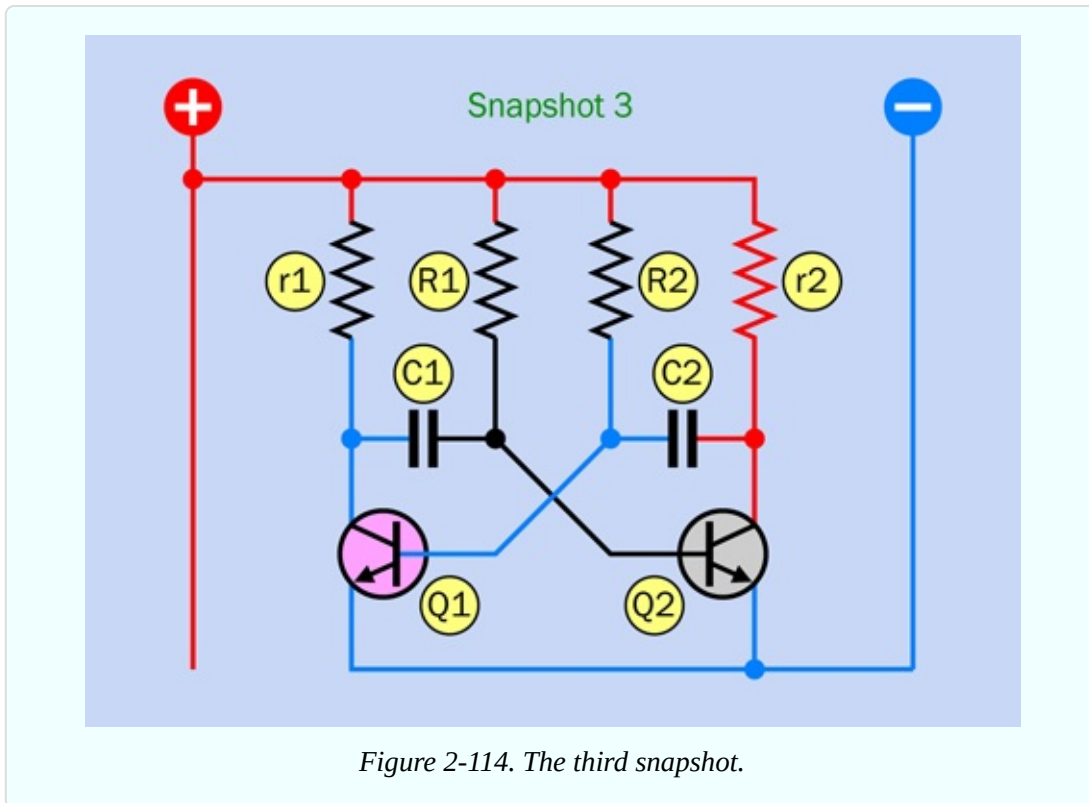 Snapshot 3
r1
R1
R2
r2
C1
C2
Q1
Q2
Figure 2-114. The third snapshot.